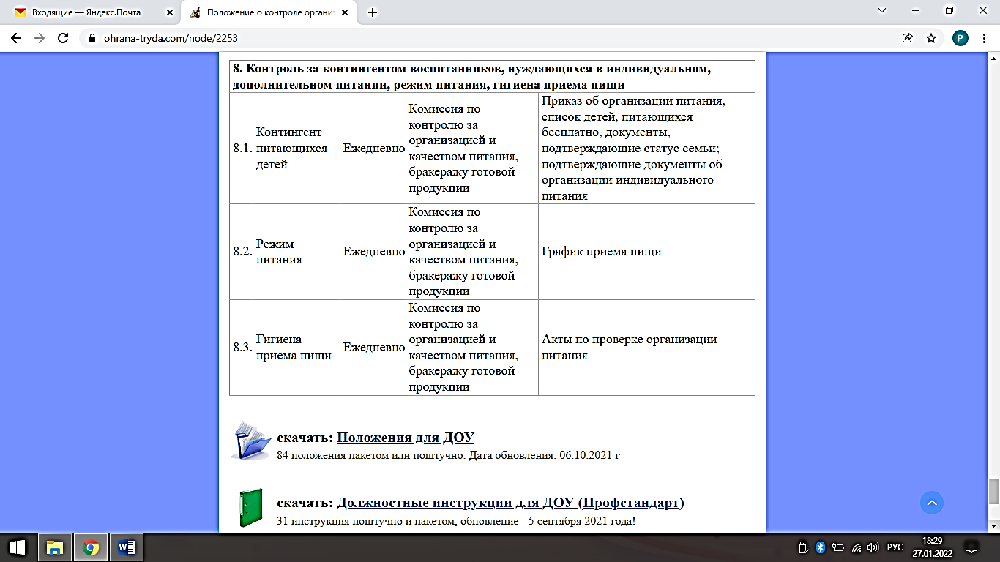 Входящие — Яндекс.Почта
Положение о контроле организ
ohrana-tryda.com/node/2253
P
8. Контроль за контингентом воспитанников, нуждающихся в индивидуальном,
дополнительном питании, режим питания, гигиена приема пищи
8.1.
Контингент
питающихся
детей
Ежедневно
Комиссия по
контролю за
организацией и
качеством питания,
бракеражу готовой
продукции
Приказ об организации питания,
список детей, питающихся
бесплатно, документы,
подтверждающие статус семьи;
подтверждающие документы об
организации индивидуального
питания
8.2.
Режим
питания
Ежедневно
Комиссия по
контролю за
организацией и
качеством питания,
бракеражу готовой
продукции
График приема пищи
8.3.
Гигиена
приема пищи
Ежедневно
Комиссия по
контролю за
организацией и
качеством питания,
бракеражу готовой
продукции
Акты по проверке организации
питания
скачать: Положения для ДОУ
84 положения пакетом или поштучно. Дата обновления: 06.10.2021 г
скачать: Должностные инструкции для ДОУ (Профстандарт)
31 инструкция поштучно и пакетом, обновление - 5 сентября 2021 года!
РУС
18:29
27.01.2022